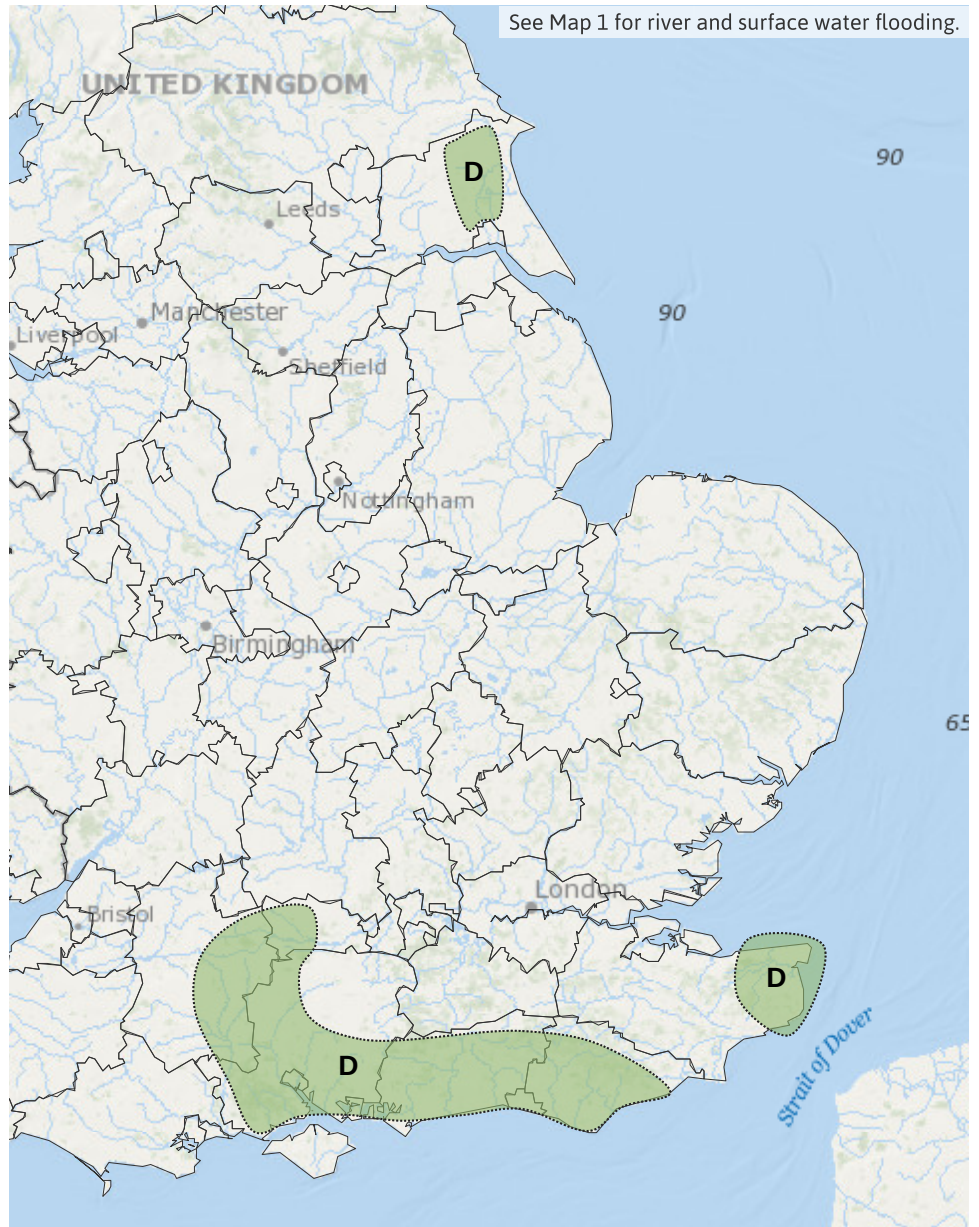 See Map 1 for river and surface water flooding.
UNITED KINGDOM
90
D
Leeds
90
Manchester
Liverpool
Sheffield
Nottingham
Birmingham
65
London
Bristol
D
Strait of Dover
D